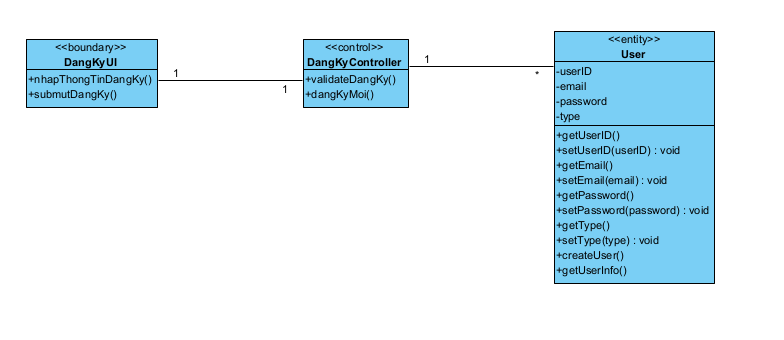 <<boundary>>
DangKyUI
+nhapThongTinDangKy()
+submutDangKy()
1
1
<<control>>
DangKyController
+validateDangKy()
+dangKyMoi()
1
*
<<entity>>
User
-userID
-email
-password
-type
+getUserID()
+setUserID(userID) : void
+getEmail()
+setEmail(email) : void
+getPassword()
+setPassword(password) : void
+getType()
+setType(type) : void
+createUser()
+getUserInfo()